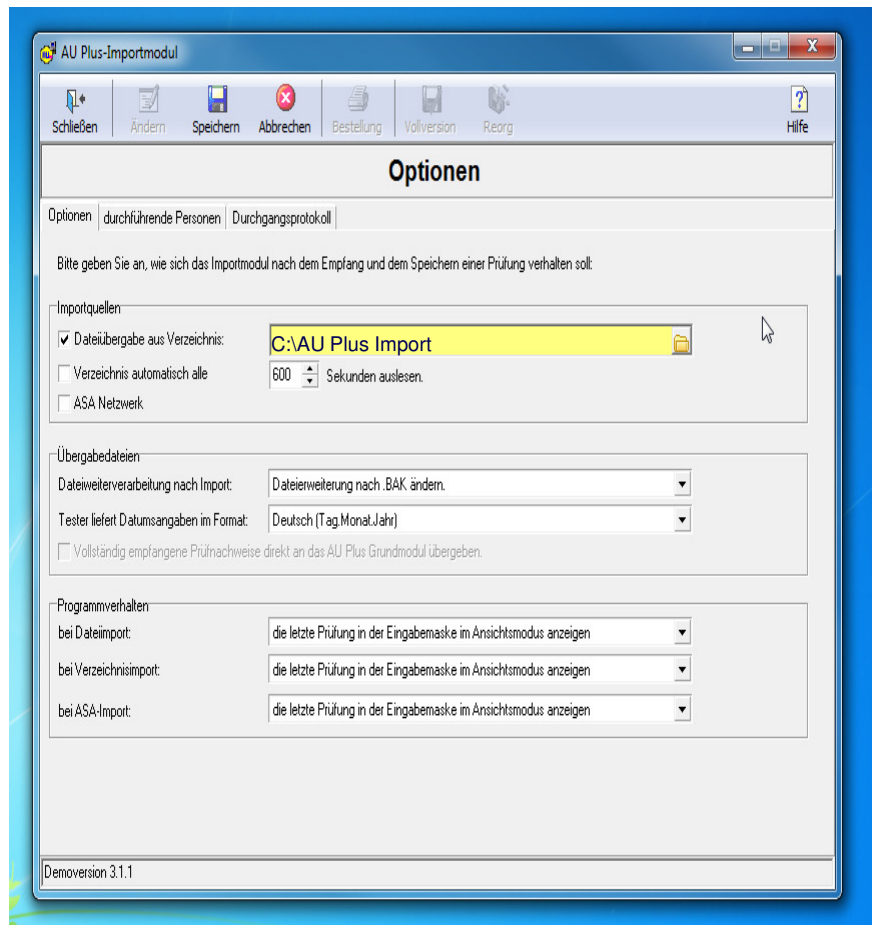 AU Plus-Importmodul
Schließen Ändern Speichern Abbrechen Bestellung Vollversion Reorg Hilfe
Optionen
Optionen durchführende Personen Durchgangsprotokoll
Bitte geben Sie an, wie sich das Importmodul nach dem Empfang und dem Speichern einer Prüfung verhalten soll:
Importquellen
Dateiübergabe aus Verzeichnis: C:\AU Plus Import
Verzeichnis automatisch alle 600 Sekunden auslesen.
ASA Netzwerk
Übergabedateien
Dateiweiterverarbeitung nach Import: Dateierweiterung nach .BAK ändern.
Tester liefert Datumsangaben im Format: Deutsch (Tag.Monat.Jahr)
Vollständig empfangene Prüfnachweise direkt an das AU Plus Grundmodul übergeben.
Programmverhalten
bei Dateiimport: die letzte Prüfung in der Eingabemaske im Ansichtsmodus anzeigen
bei Verzeichnisimport: die letzte Prüfung in der Eingabemaske im Ansichtsmodus anzeigen
bei ASA-Import: die letzte Prüfung in der Eingabemaske im Ansichtsmodus anzeigen
Demoversion 3.1.1